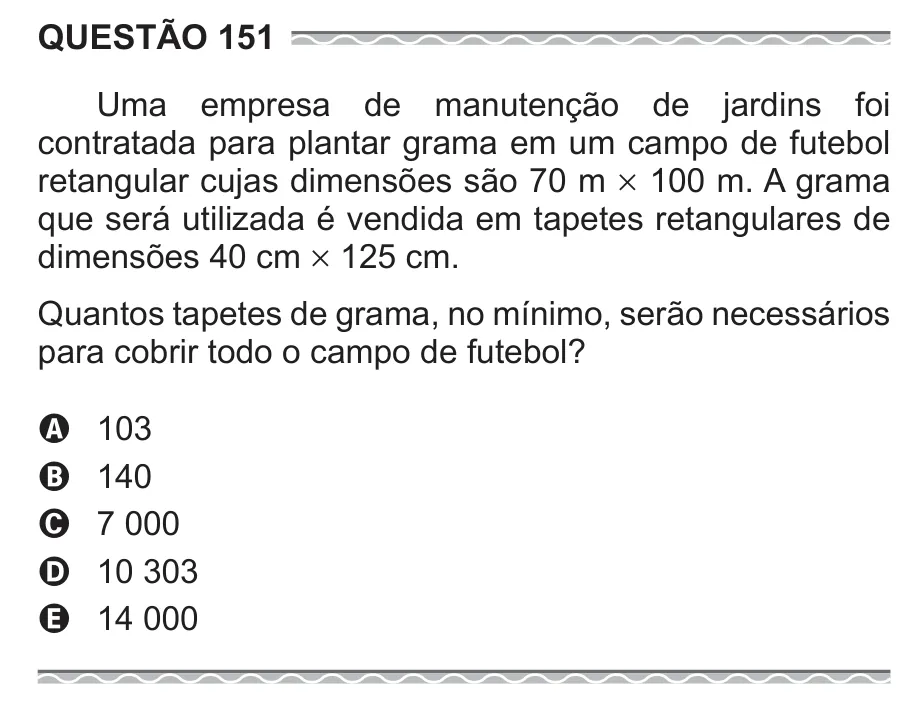 QUESTÃO 151
Uma empresa de manutenção de jardins foi
contratada para plantar grama em um campo de futebol
retangular cujas dimensões são 70 m × 100 m. A grama
que será utilizada é vendida em tapetes retangulares de
dimensões 40 cm × 125 cm.
Quantos tapetes de grama, no mínimo, serão necessários
para cobrir todo o campo de futebol?
A 103
B 140
C 7 000
D 10 303
E 14 000